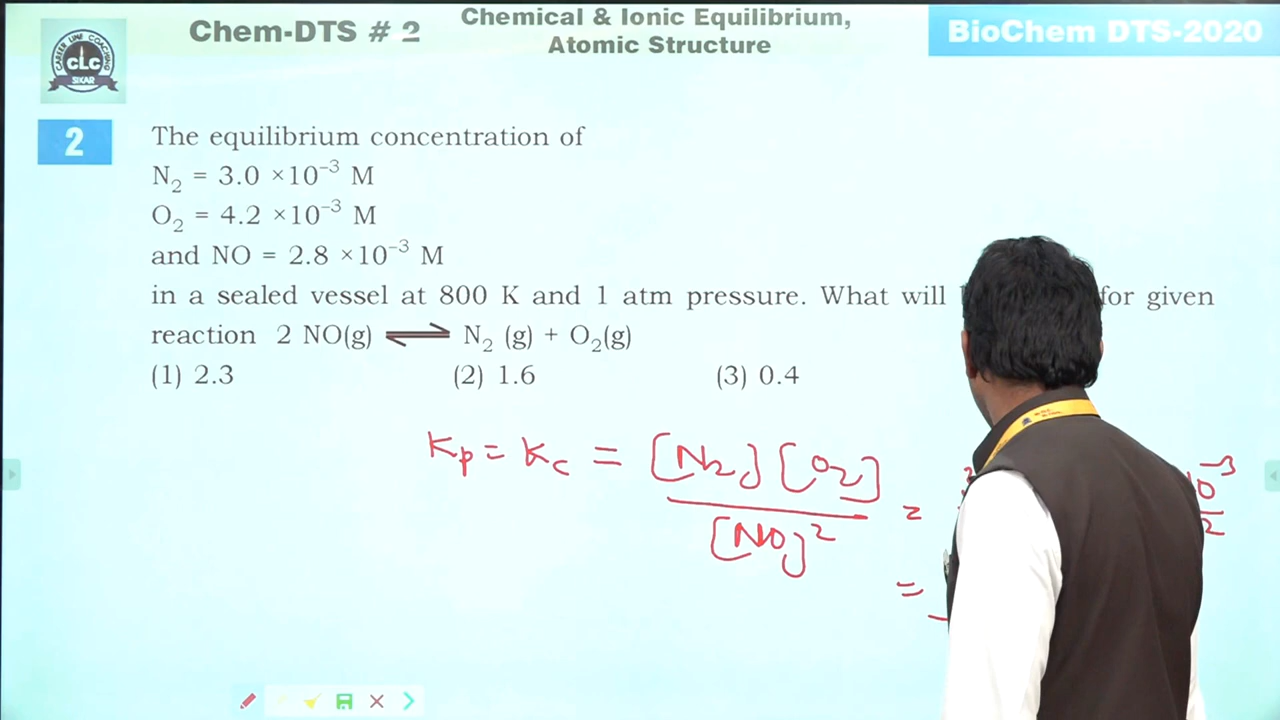 Chem-DTS # 2
Chemical & Ionic Equilibrium,
Atomic Structure
BioChem DTS-2020
CAREER LINE COACHING
CLC
SIKAR
2
The equilibrium concentration of
N₂ = 3.0 ×10⁻³ M
O₂ = 4.2 ×10⁻³ M
and NO = 2.8 ×10⁻³ M
in a sealed vessel at 800 K and 1 atm pressure. What will for given
reaction 2 NO(g) ⇌ N₂ (g) + O₂(g)
(1) 2.3 (2) 1.6 (3) 0.4
Kp = Kc = [N₂] [O₂] / [NO]² =
=